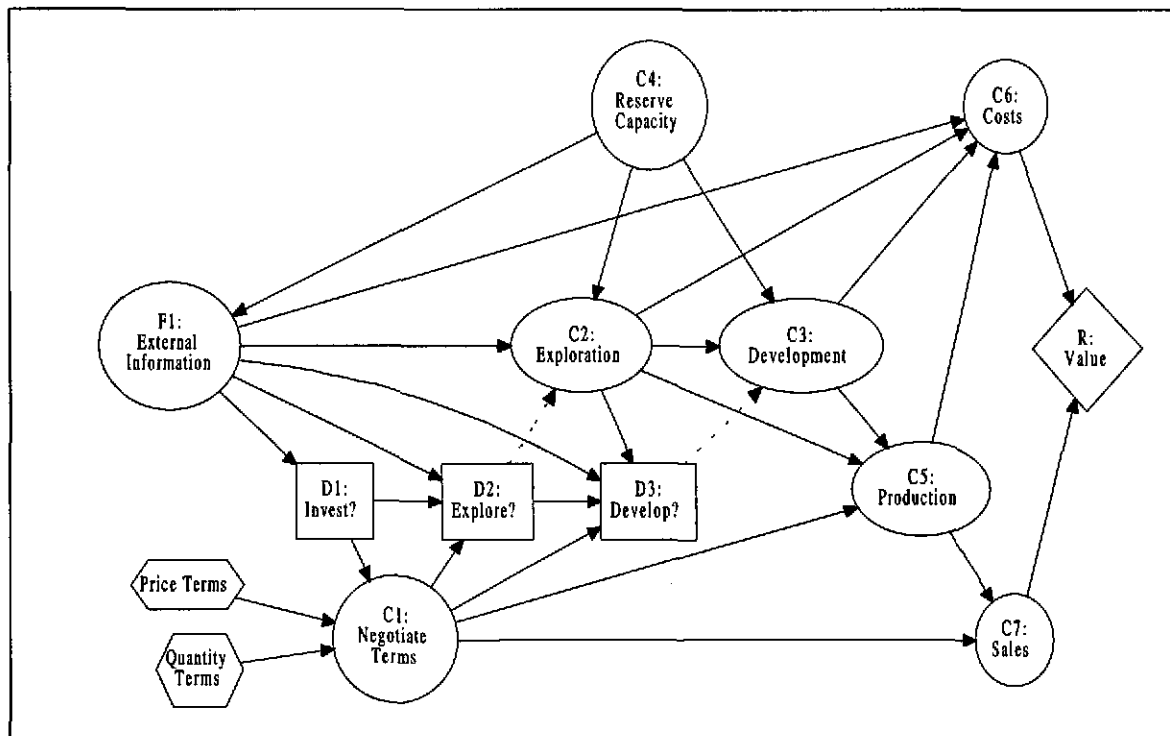 C4:
Reserve
Capacity
C6:
Costs
F1:
External
Information
C2:
Exploration
C3:
Development
R:
Value
D1:
Invest?
D2:
Explore?
D3:
Develop?
C5:
Production
Price Terms
C1:
Negotiate
Terms
Quantity
Terms
C7:
Sales